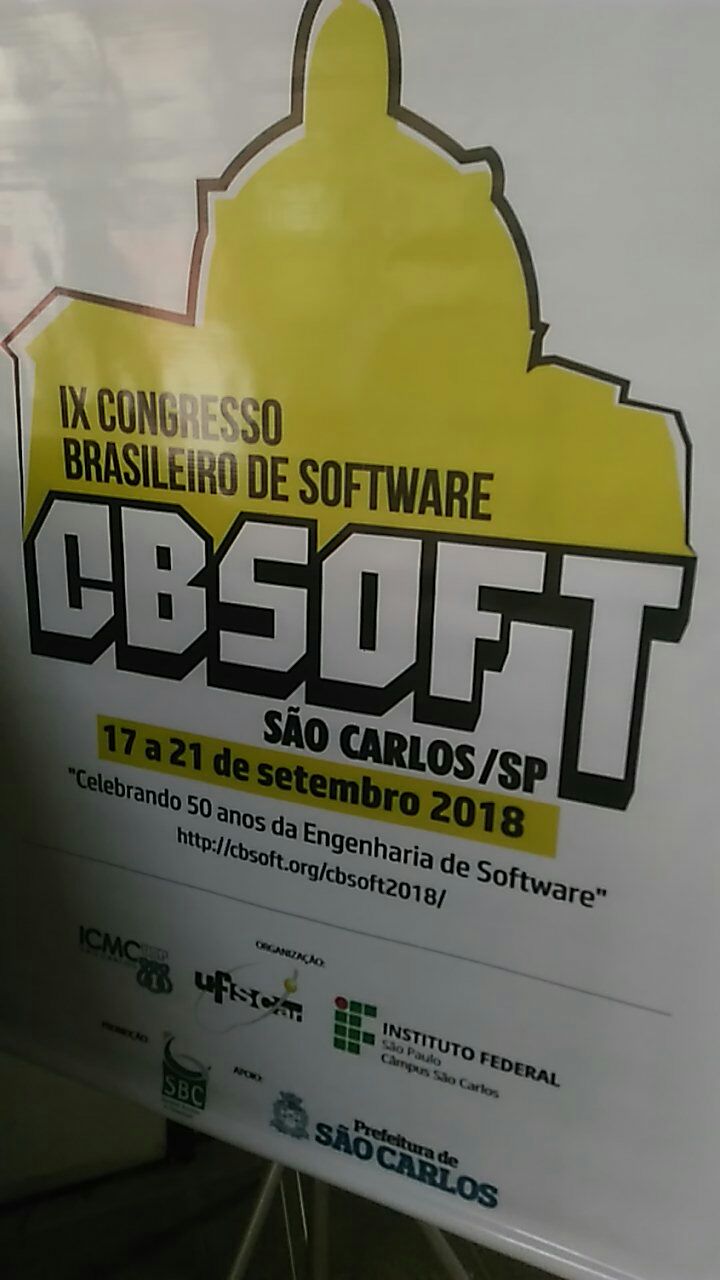 IX CONGRESSO
BRASILEIRO DE SOFTWARE
CBSOFT
SÃO CARLOS/SP
17 a 21 de setembro 2018
"Celebrando 50 anos da Engenharia de Software"
http://cbsoft.org/cbsoft2018/
ORGANIZAÇÃO:
ICMC USP
ufscar
INSTITUTO FEDERAL
São Paulo
Câmpus São Carlos
PROMOÇÃO:
SBC
APOIO:
Prefeitura de
SÃO CARLOS